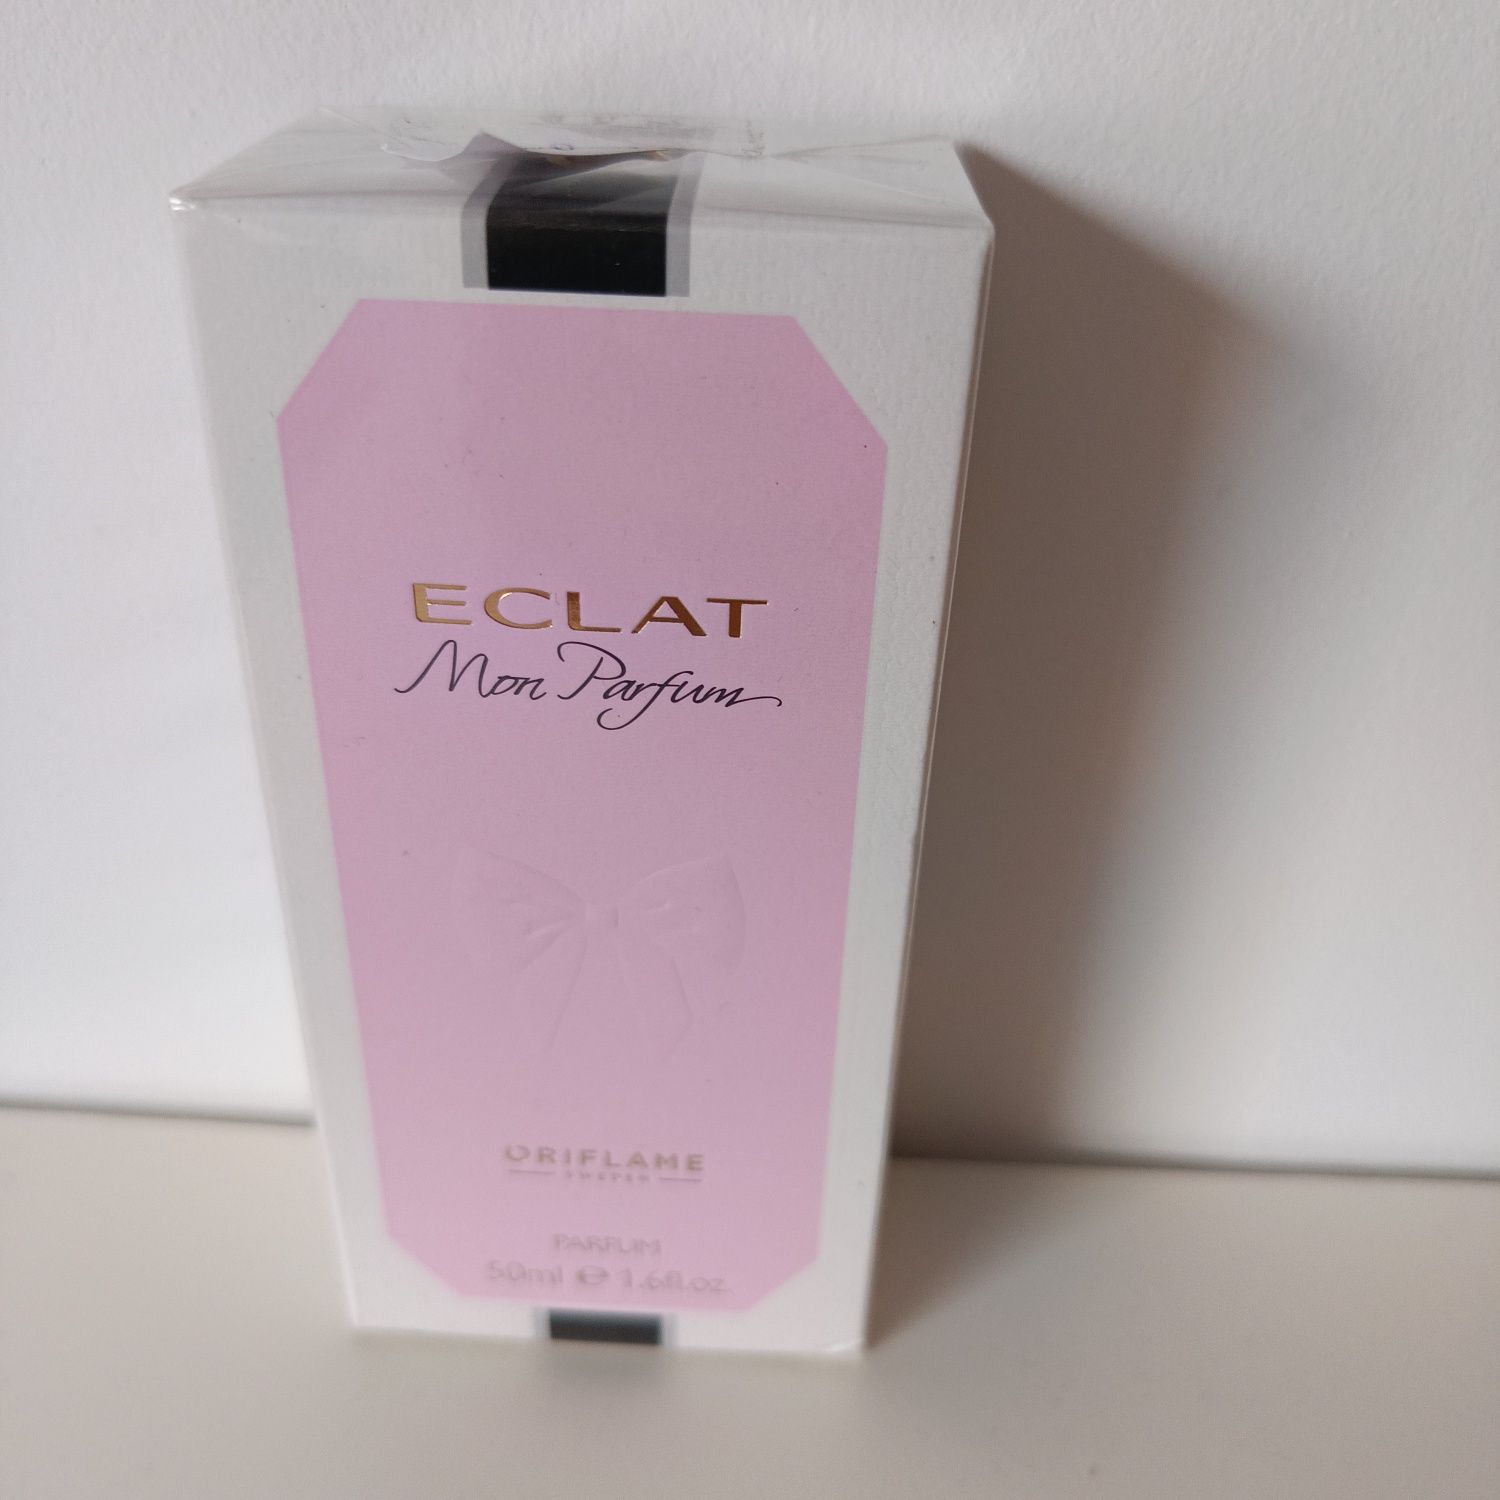 ECLAT
Mon Parfum
ORIFLAME
SWEDEN
PARFUM
50ml ℮ 1.6fl.oz.